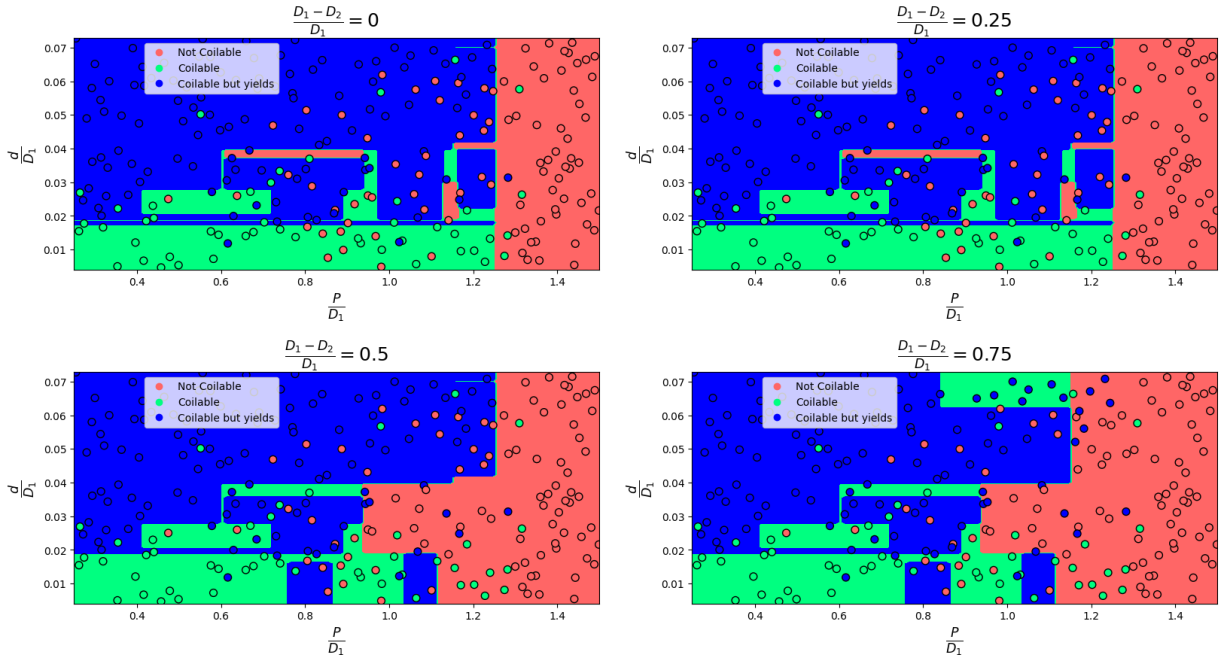 (D₁ − D₂)/D₁ = 0
0.07
0.06
0.05
0.04
0.03
0.02
0.01
d/D₁
Not Coilable
Coilable
Coilable but yields
0.4 0.6 0.8 1.0 1.2 1.4
P/D₁
(D₁ − D₂)/D₁ = 0.25
0.07
0.06
0.05
0.04
0.03
0.02
0.01
d/D₁
Not Coilable
Coilable
Coilable but yields
0.4 0.6 0.8 1.0 1.2 1.4
P/D₁
(D₁ − D₂)/D₁ = 0.5
0.07
0.06
0.05
0.04
0.03
0.02
0.01
d/D₁
Not Coilable
Coilable
Coilable but yields
0.4 0.6 0.8 1.0 1.2 1.4
P/D₁
(D₁ − D₂)/D₁ = 0.75
0.07
0.06
0.05
0.04
0.03
0.02
0.01
d/D₁
Not Coilable
Coilable
Coilable but yields
0.4 0.6 0.8 1.0 1.2 1.4
P/D₁